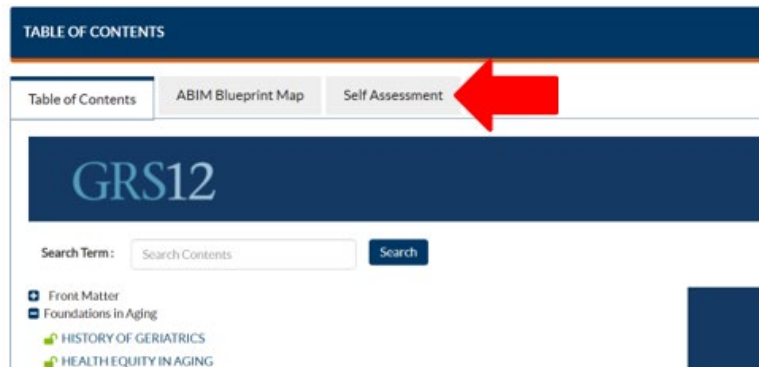 TABLE OF CONTENTS
Table of Contents ABIM Blueprint Map Self Assessment
GRS12
Search Term : Search Contents Search
Front Matter
Foundations in Aging
HISTORY OF GERIATRICS
HEALTH EQUITY IN AGING